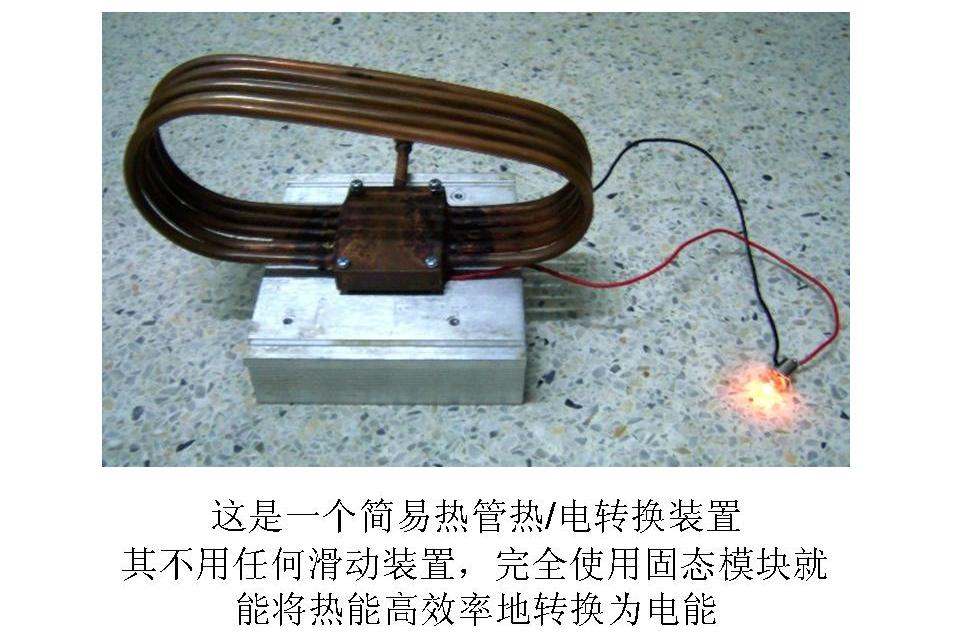 这是一个简易热管热/电转换装置
其不用任何滑动装置，完全使用固态模块就
能将热能高效率地转换为电能